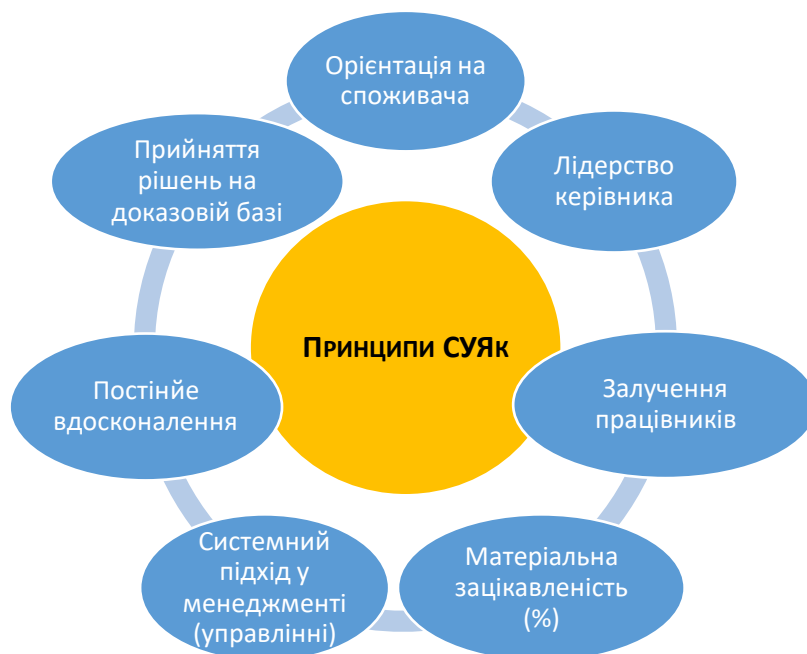 Орієнтація на
споживача
Лідерство
керівника
Залучення
працівників
Матеріальна
зацікавленість
(%)
Системний
підхід у
менеджменті
(управлінні)
Постінйе
вдосконалення
Прийняття
рішень на
доказовій базі
Принципи СУЯк